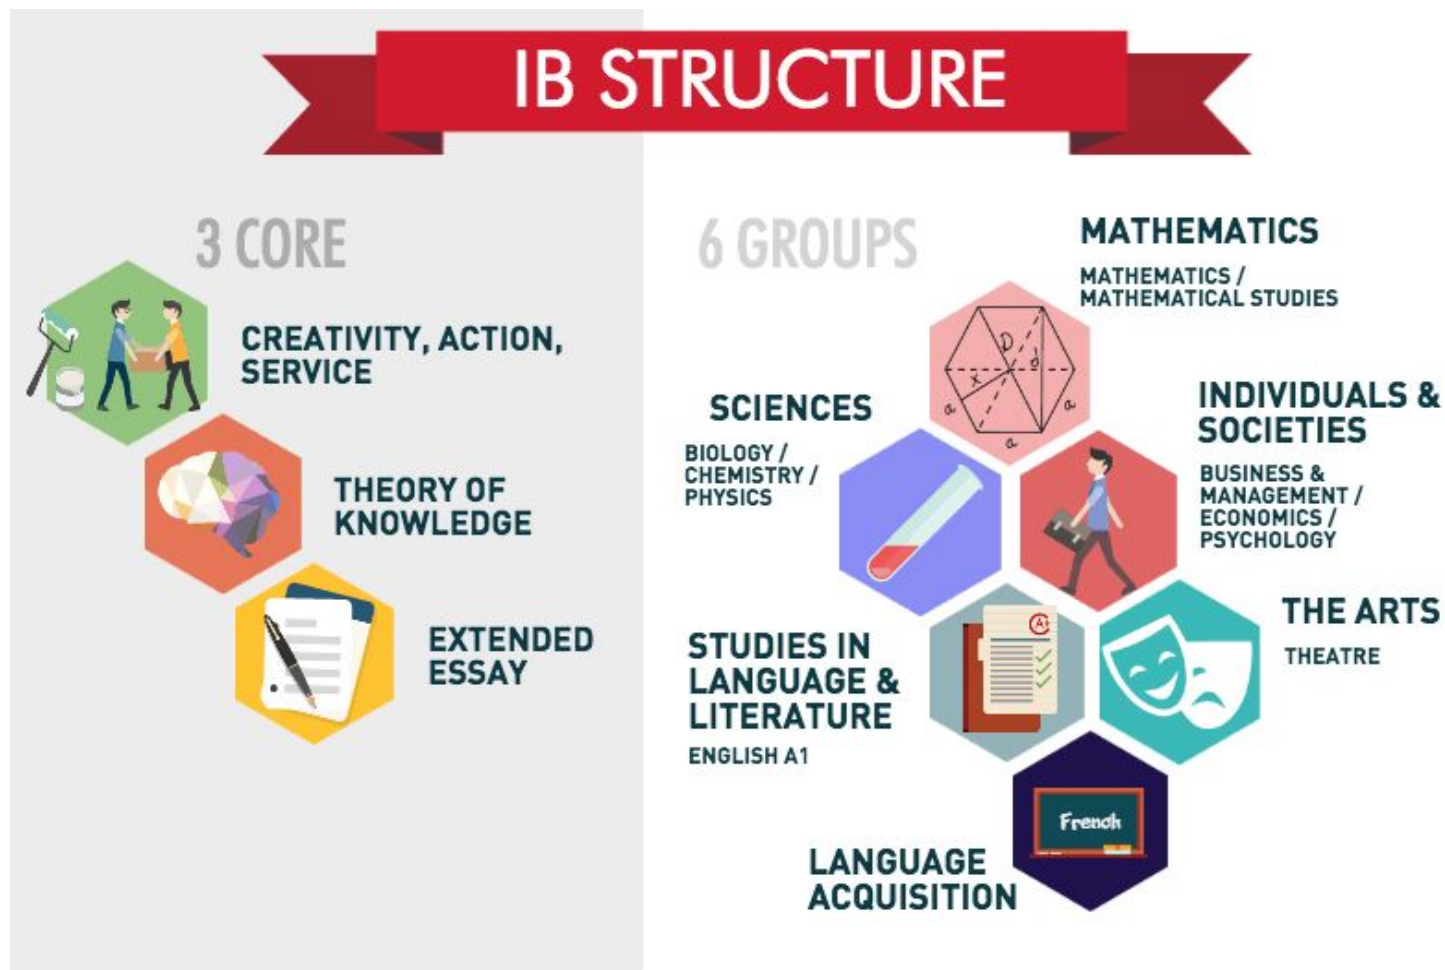 IB STRUCTURE
3 CORE
CREATIVITY, ACTION,
SERVICE
THEORY OF
KNOWLEDGE
EXTENDED
ESSAY
6 GROUPS
MATHEMATICS
MATHEMATICS /
MATHEMATICAL STUDIES
D
d
x
a
a
a
SCIENCES
BIOLOGY /
CHEMISTRY /
PHYSICS
INDIVIDUALS &
SOCIETIES
BUSINESS &
MANAGEMENT /
ECONOMICS /
PSYCHOLOGY
STUDIES IN
LANGUAGE &
LITERATURE
ENGLISH A1
A+
THE ARTS
THEATRE
French
LANGUAGE
ACQUISITION